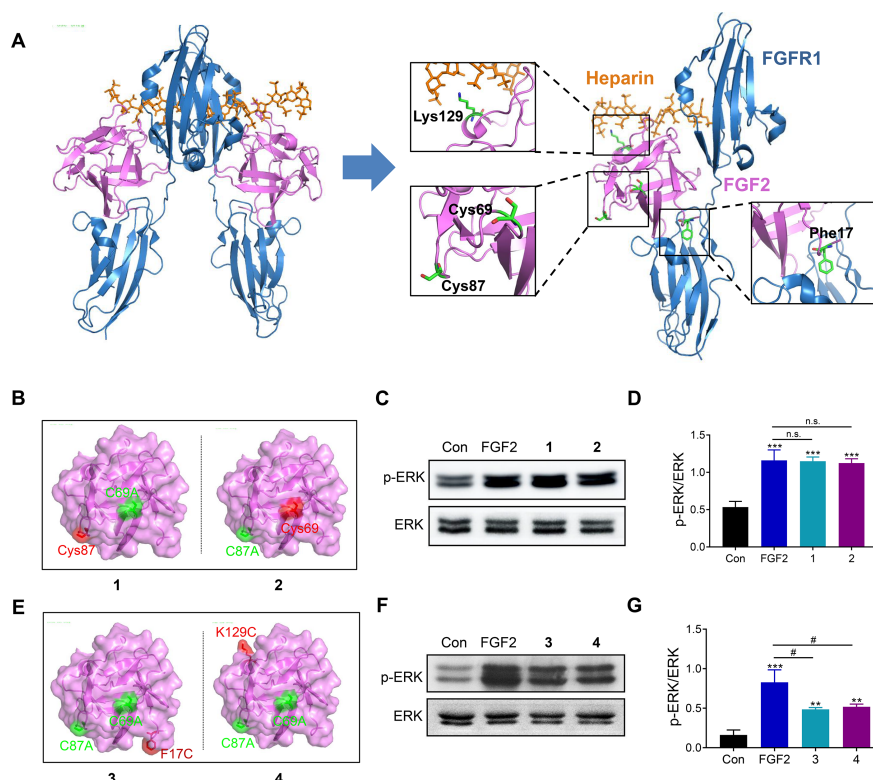 A
Heparin
FGFR1
Lys129
FGF2
Cys69
Cys87
Phe17
B
C69A
Cys87
1
Cys69
C87A
2
C
Con FGF2 1 2
p-ERK
ERK
D
p-ERK/ERK
1.5
1.0
0.5
0.0
n.s.
n.s.
*** *** ***
Con FGF2 1 2
E
C69A
C87A
F17C
3
K129C
C69A
C87A
4
F
Con FGF2 3 4
p-ERK
ERK
G
p-ERK/ERK
1.5
1.0
0.5
0.0
#
#
*** ** **
Con FGF2 3 4